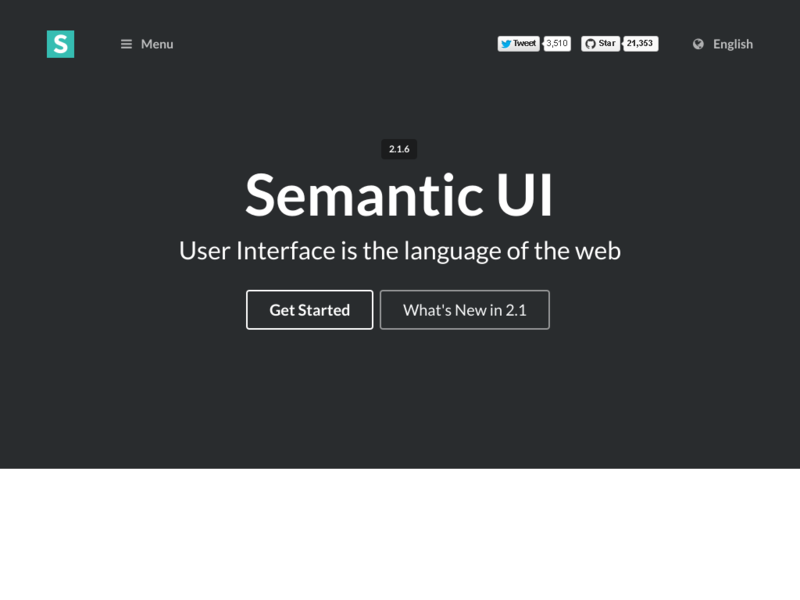 S Menu Tweet 3,510 Star 21,353 English
2.1.6
Semantic UI
User Interface is the language of the web
Get Started What's New in 2.1